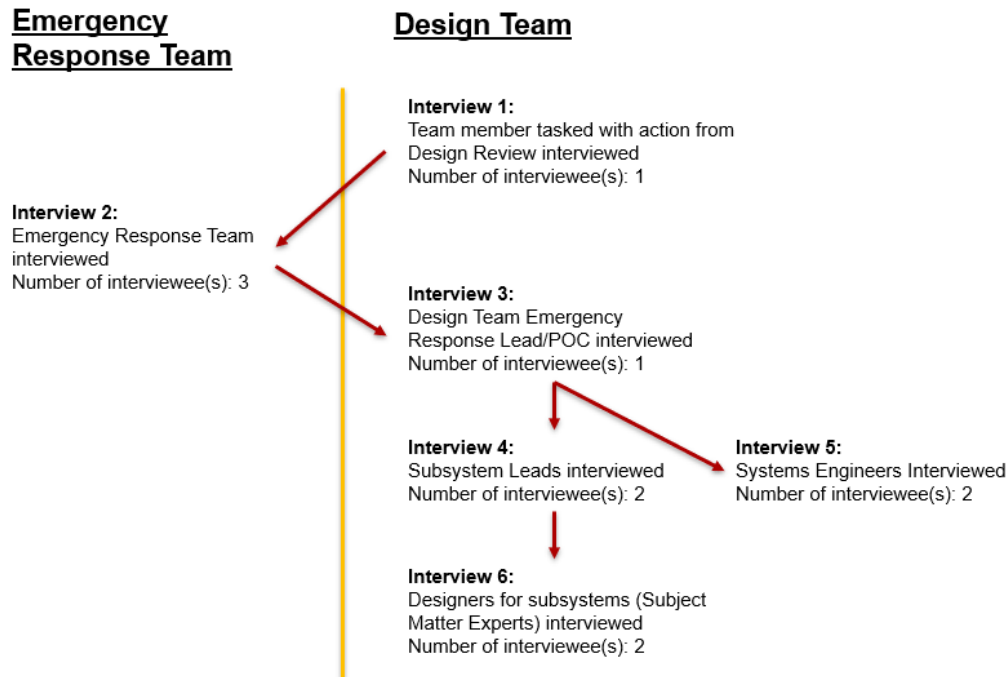 Emergency
Response Team
Design Team
Interview 1:
Team member tasked with action from
Design Review interviewed
Number of interviewee(s): 1
Interview 2:
Emergency Response Team
interviewed
Number of interviewee(s): 3
Interview 3:
Design Team Emergency
Response Lead/POC interviewed
Number of interviewee(s): 1
Interview 4:
Subsystem Leads interviewed
Number of interviewee(s): 2
Interview 5:
Systems Engineers Interviewed
Number of interviewee(s): 2
Interview 6:
Designers for subsystems (Subject
Matter Experts) interviewed
Number of interviewee(s): 2